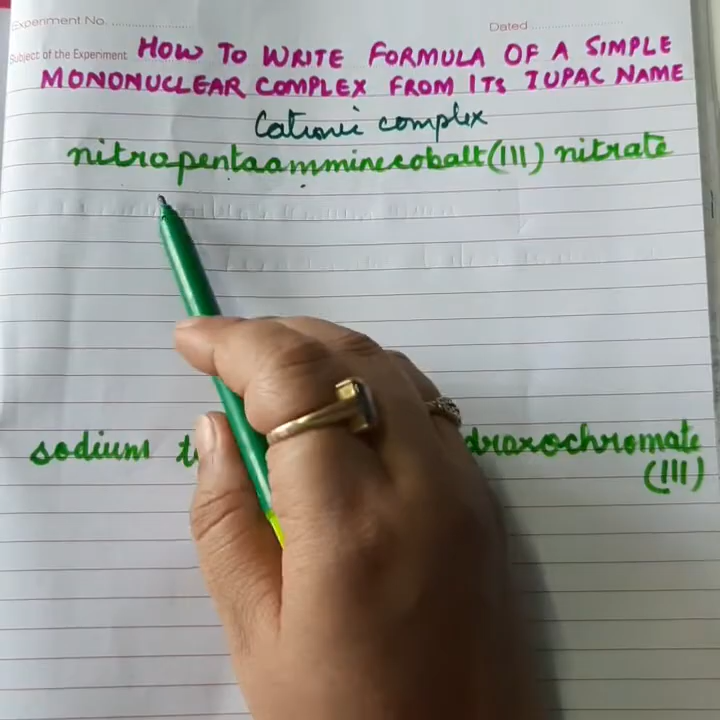 Experiment No. ....................
Dated ....................
Subject of the Experiment HOW TO WRITE FORMULA OF A SIMPLE
MONONUCLEAR COMPLEX FROM ITS IUPAC NAME
Cationic complex
nitropentaamminecobalt(III) nitrate
sodium
(III)